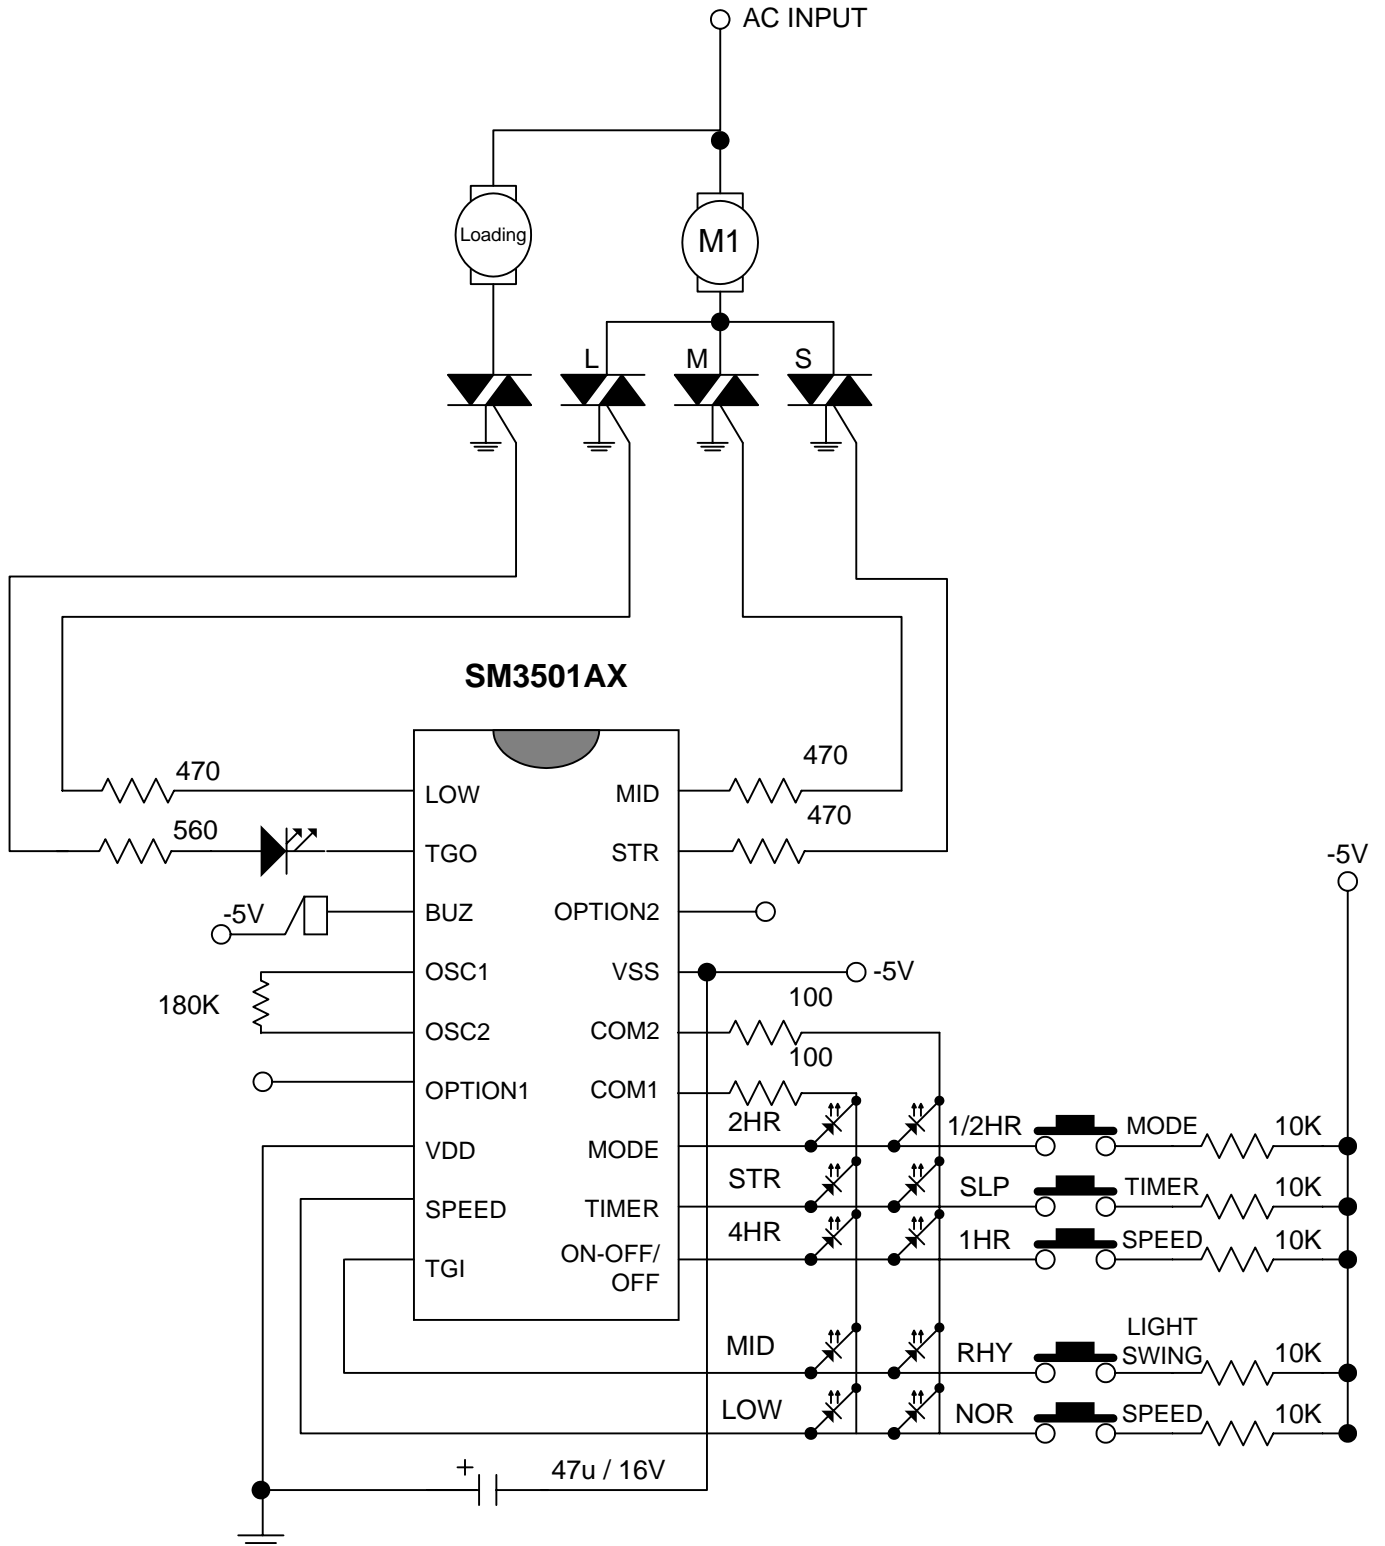 AC INPUT
Loading
M1
L M S
SM3501AX
470
470
560
470
LOW
MID
TGO
STR
-5V
-5V
BUZ
OPTION2
OSC1
VSS
-5V
180K
100
OSC2
COM2
100
OPTION1
COM1
2HR
1/2HR
MODE
10K
VDD
MODE
STR
SLP
TIMER
10K
SPEED
TIMER
4HR
1HR
SPEED
10K
TGI
ON-OFF/
OFF
LIGHT
MID
RHY
SWING
10K
LOW
NOR
SPEED
10K
+
47u / 16V